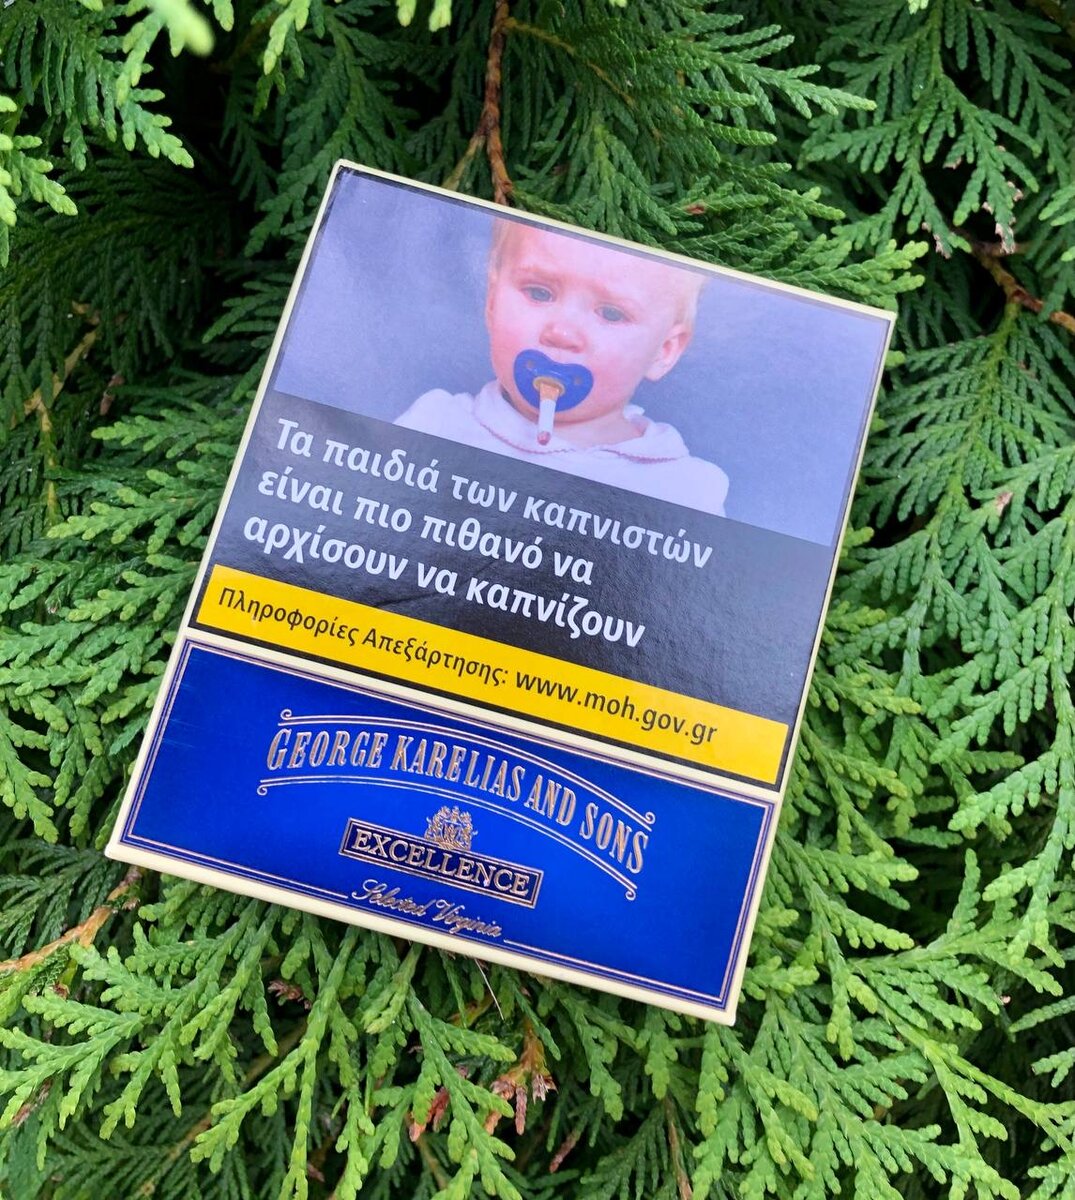 Τα παιδιά των καπνιστών
είναι πιο πιθανό να
αρχίσουν να καπνίζουν
Πληροφορίες Απεξάρτησης: www.moh.gov.gr
GEORGE KARELIAS AND SONS
EXCELLENCE
Selected Virginia